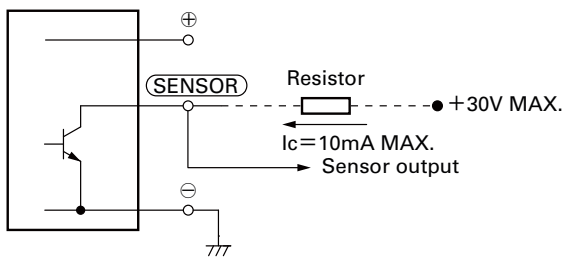 ⊕
SENSOR
Resistor
+30V MAX.
Ic=10mA MAX.
Sensor output
⊖